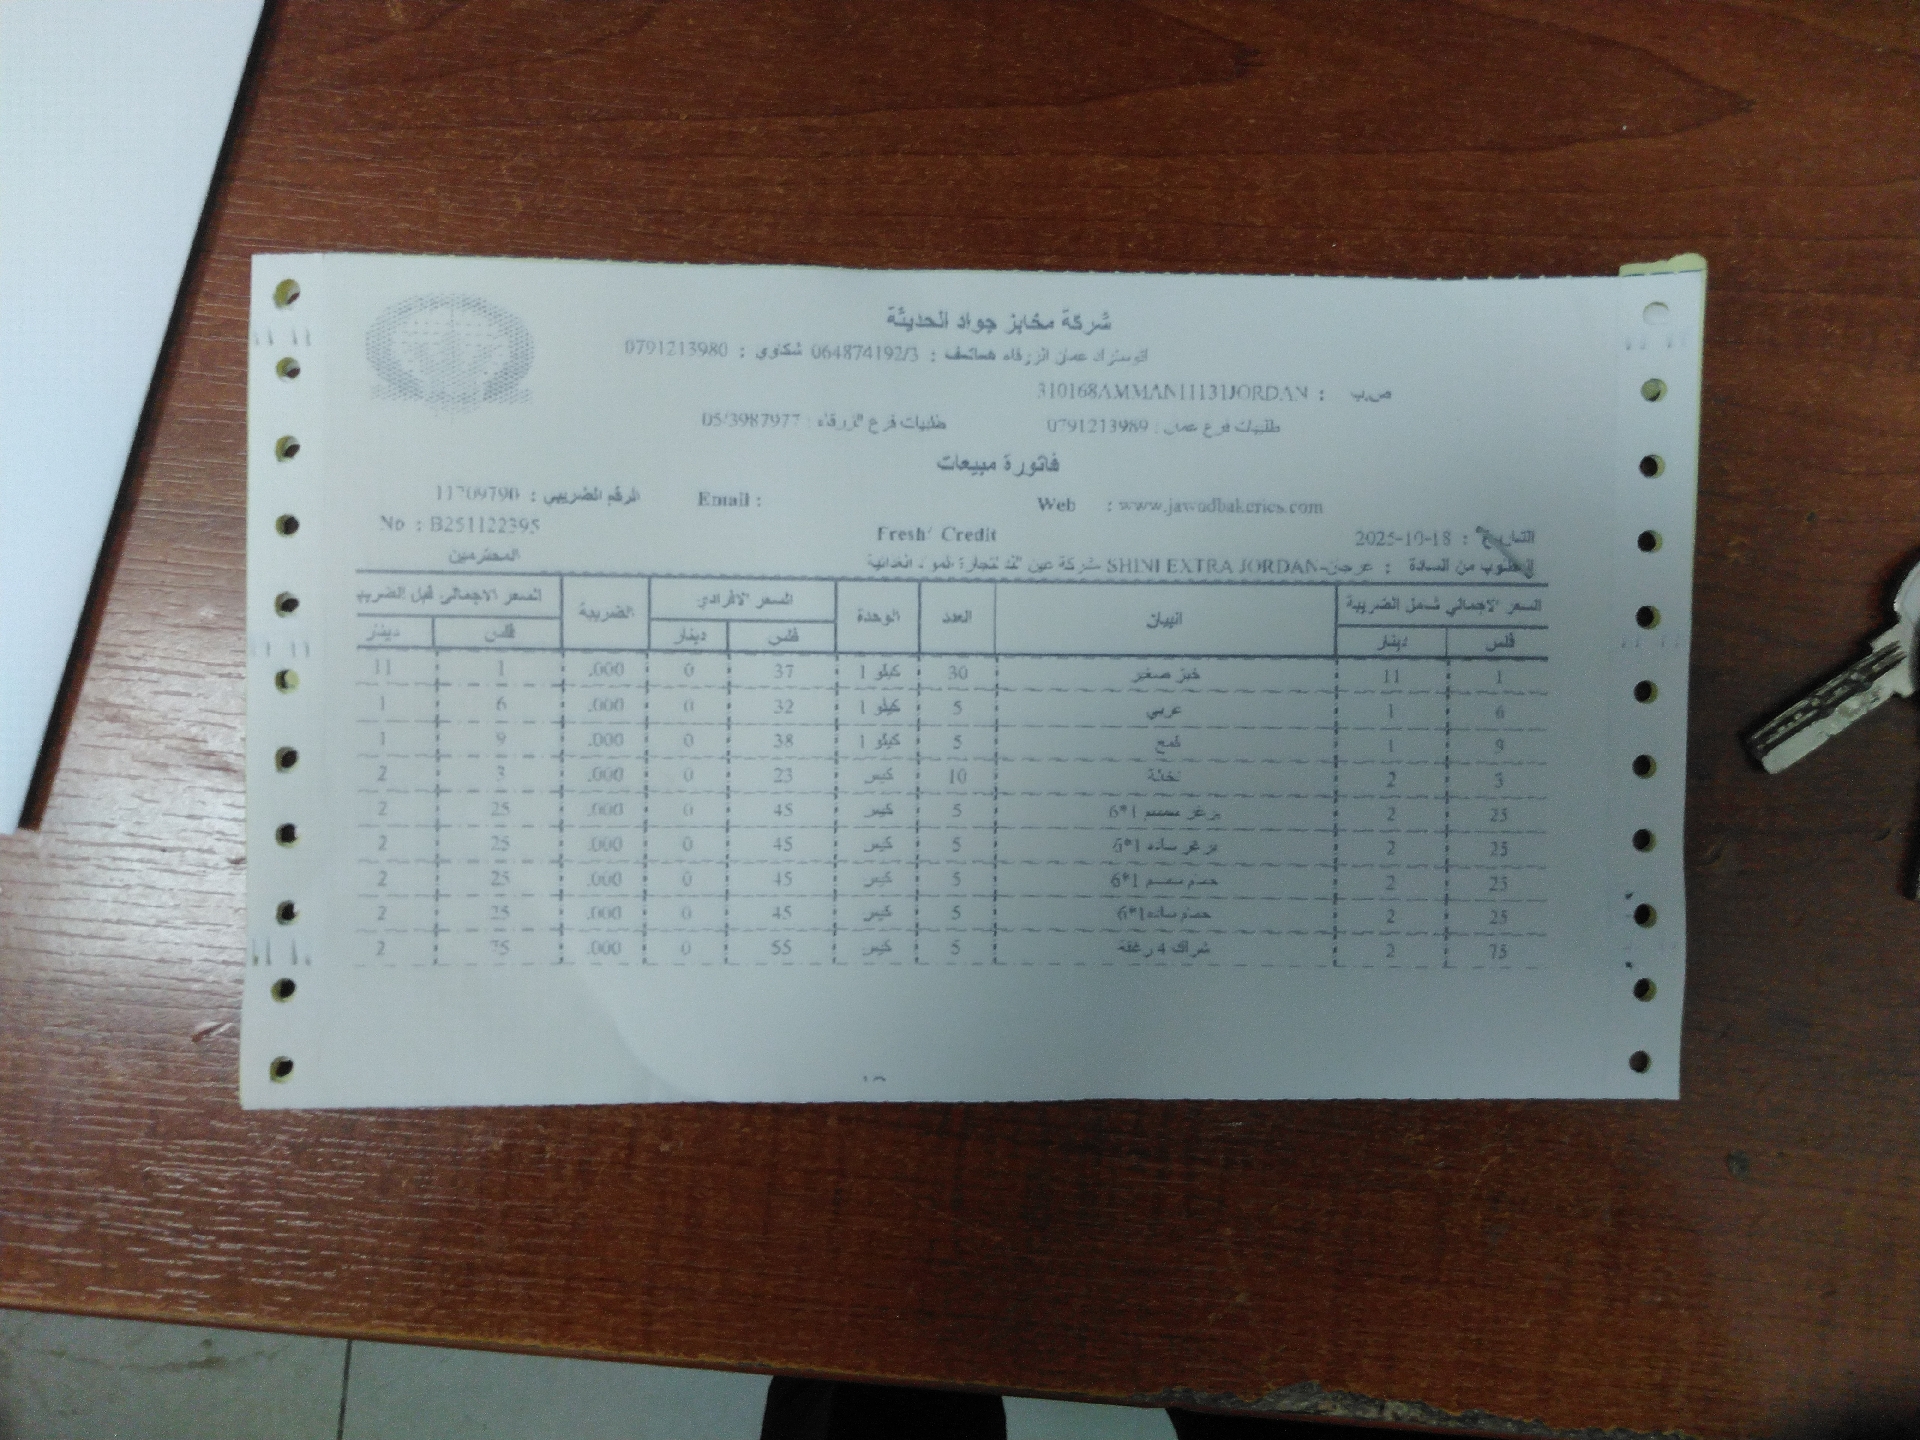 شركة مخابز جواد الحديثة
اتوستراد عمان الزرقاء هاتف : 064874192/3 شكاوي : 0791213980
ص.ب : 310168AMMAN11131JORDAN
طلبيات فرع عمان : 0791213989 طلبيات فرع الزرقاء : 05/3987977
فاتورة مبيعات
Web : www.jawadbakeries.com Email : الرقم الضريبي : 11709790
No : B251122395
التاريخ : 2025-10-18 Fresh/ Credit
المطلوب من السادة : عرجان-SHINI EXTRA JORDAN شركة عين لتجارة المواد الغذائية المحترمين
السعر الاجمالي شامل الضريبة البيان العدد الوحدة السعر الافرادي الضريبة السعر الاجمالي قبل الضريبة
فلس دينار فلس دينار فلس دينار
1 11 خبز صغير 30 كيلو 1 37 0 .000 1 11
6 1 عربي 5 كيلو 1 32 0 .000 6 1
9 1 قمح 5 كيلو 1 38 0 .000 9 1
3 2 نخالة 10 كيس 23 0 .000 3 2
25 2 برغر سمسم 1*6 5 كيس 45 0 .000 25 2
25 2 برغر ساده 1*6 5 كيس 45 0 .000 25 2
25 2 حمام سمسم 1*6 5 كيس 45 0 .000 25 2
25 2 حمام ساده 1*6 5 كيس 45 0 .000 25 2
75 2 شراك 4 رغفة 5 كيس 55 0 .000 75 2